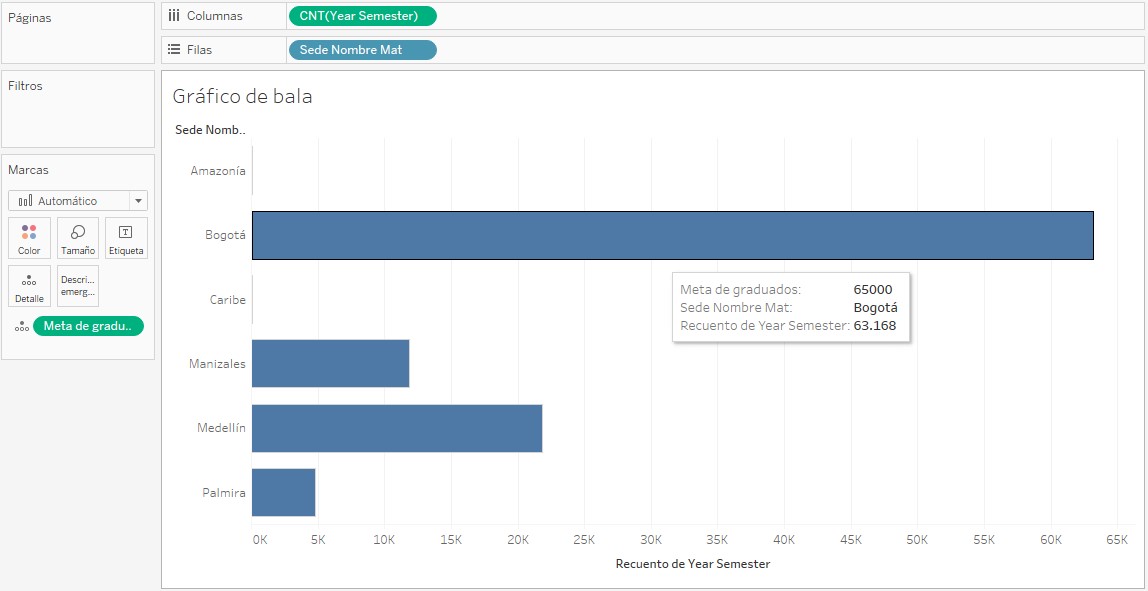 Páginas
Columnas
CNT(Year Semester)
Filas
Sede Nombre Mat
Filtros
Marcas
Automático
Color
Tamaño
Etiqueta
Detalle
Descri...
emerg...
Meta de gradu..
Gráfico de bala
Sede Nomb..
Amazonía
Bogotá
Caribe
Manizales
Medellín
Palmira
Meta de graduados: 65000
Sede Nombre Mat: Bogotá
Recuento de Year Semester: 63.168
0K 5K 10K 15K 20K 25K 30K 35K 40K 45K 50K 55K 60K 65K
Recuento de Year Semester